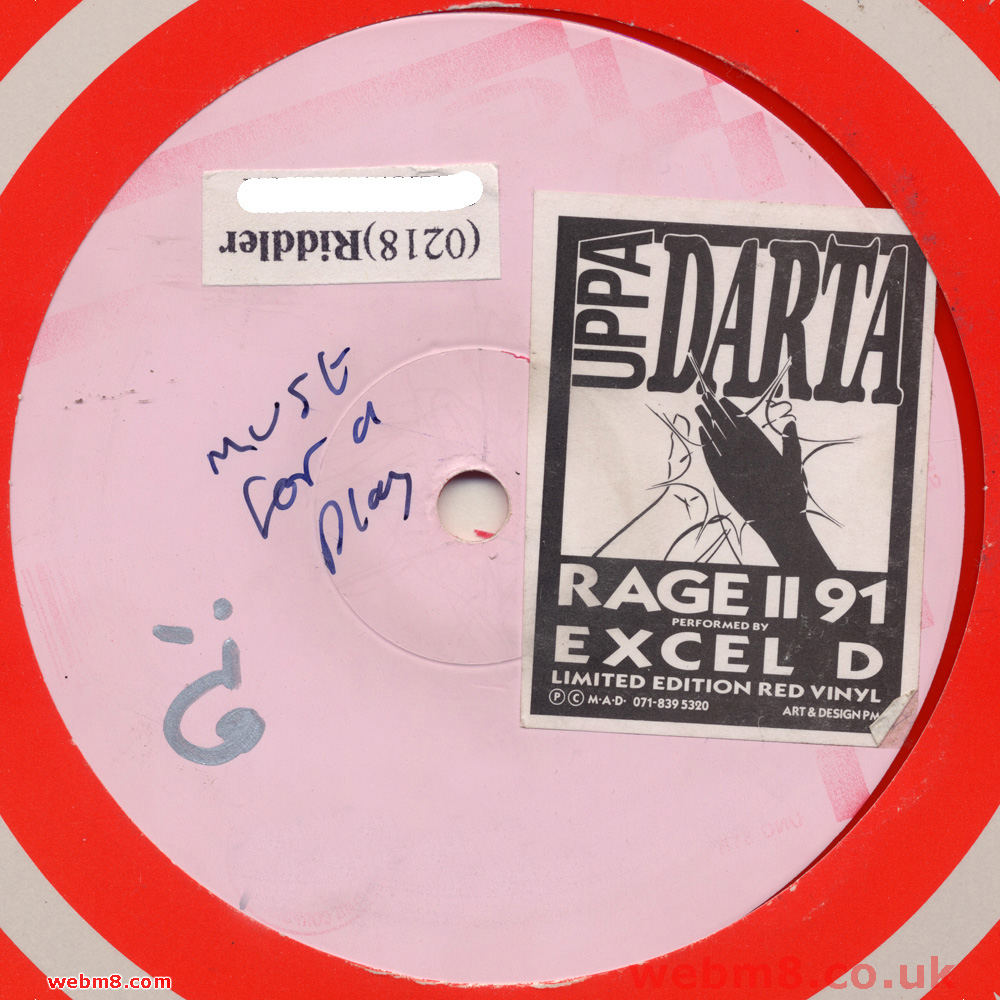 (0218)Riddler
MUST
for a
play
UPPA
DARTA
RAGE II 91
PERFORMED BY
EXCEL D
LIMITED EDITION RED VINYL
Ⓟ Ⓒ M·A·D· 071-839 5320
ART & DESIGN PM
webm8.com
webm8.co.uk